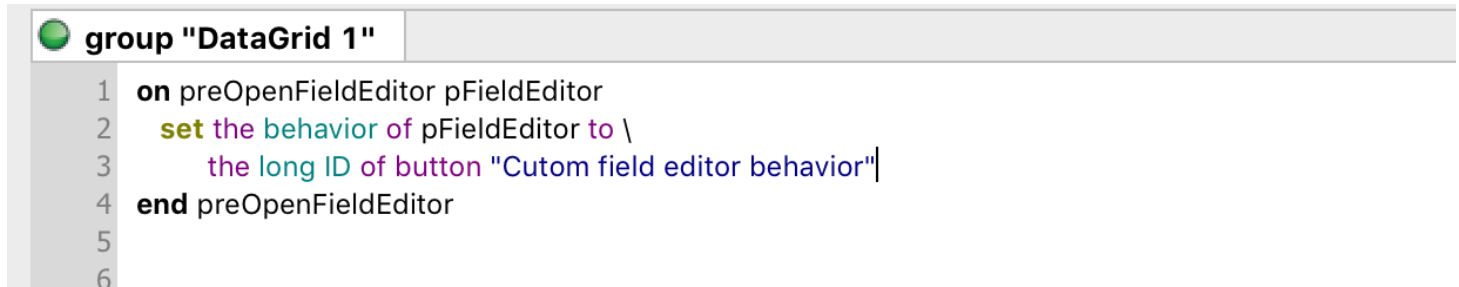 group "DataGrid 1"
1 on preOpenFieldEditor pFieldEditor
2 set the behavior of pFieldEditor to \
3 the long ID of button "Cutom field editor behavior"
4 end preOpenFieldEditor
5
6